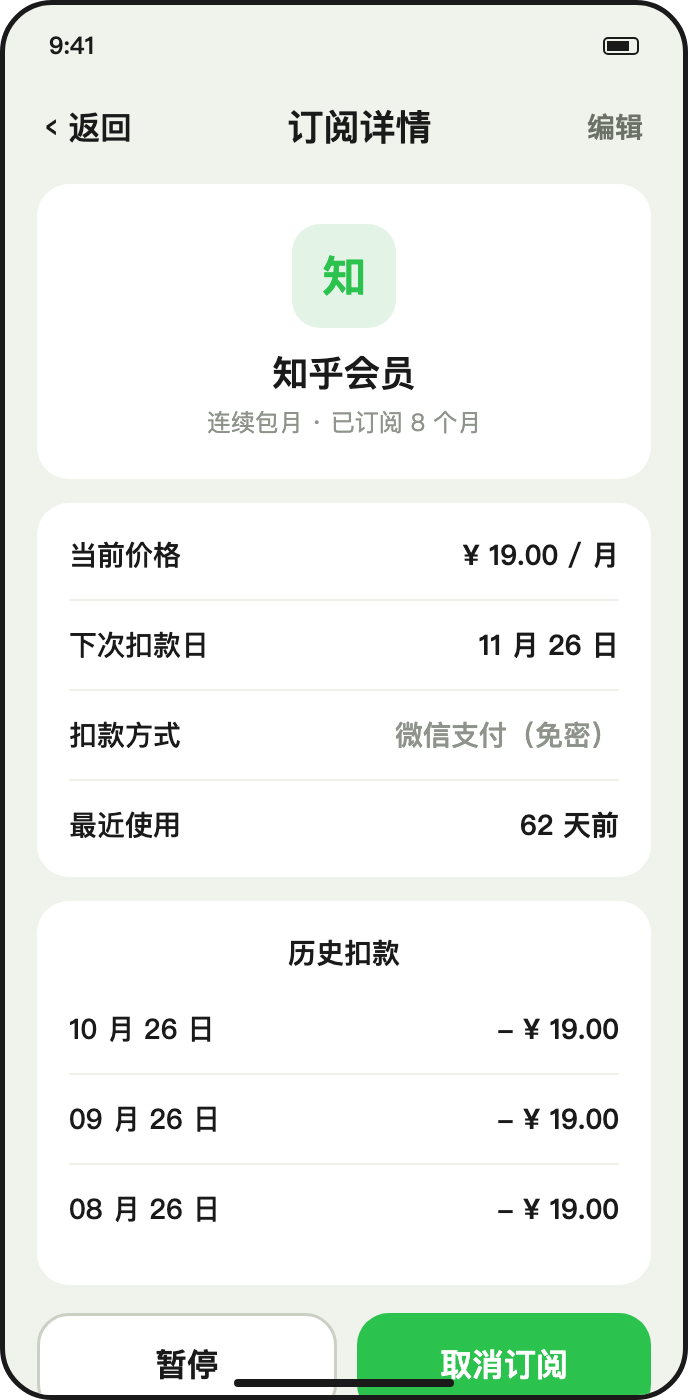 9:41
‹ 返回 订阅详情 编辑
知
知乎会员
连续包月 · 已订阅 8 个月
当前价格 ¥ 19.00 / 月
下次扣款日 11 月 26 日
扣款方式 微信支付（免密）
最近使用 62 天前
历史扣款
10 月 26 日 – ¥ 19.00
09 月 26 日 – ¥ 19.00
08 月 26 日 – ¥ 19.00
暂停 取消订阅